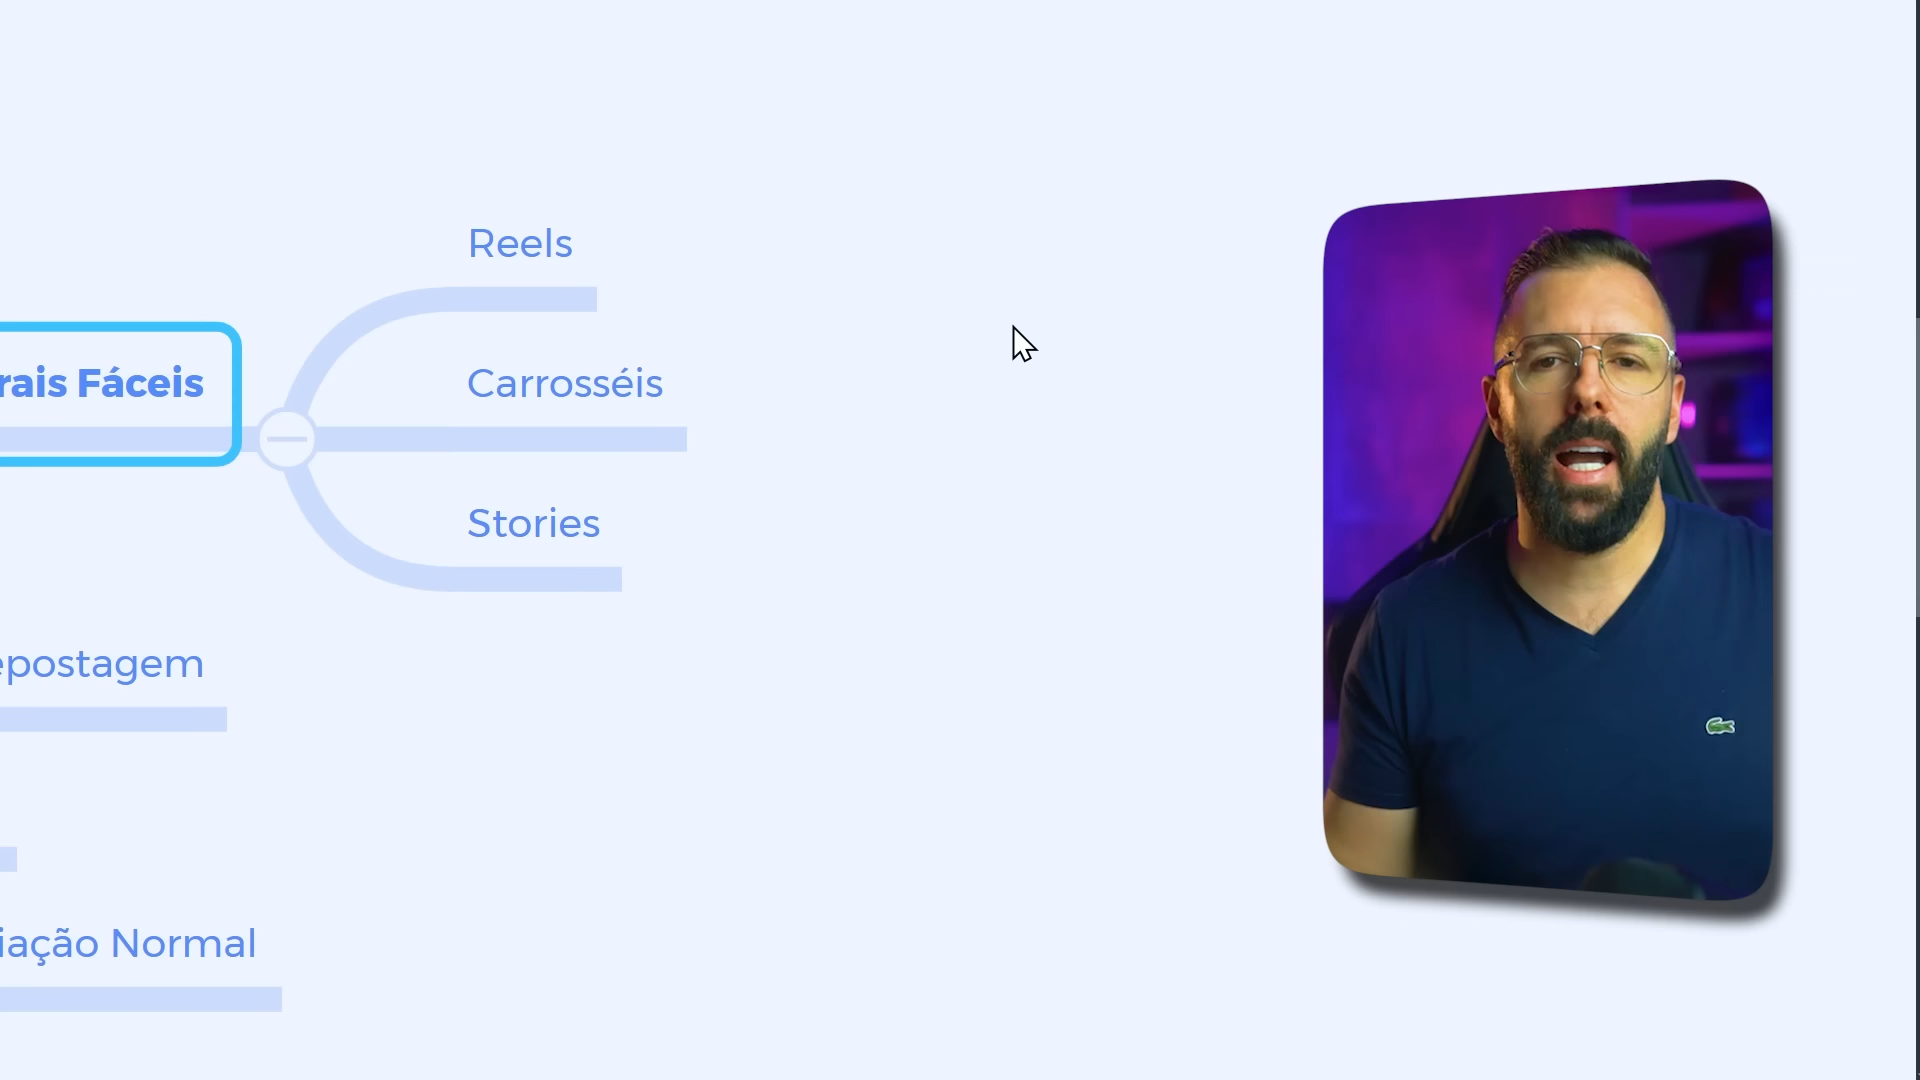 Reels
rais Fáceis
Carrosséis
Stories
epostagem
iação Normal